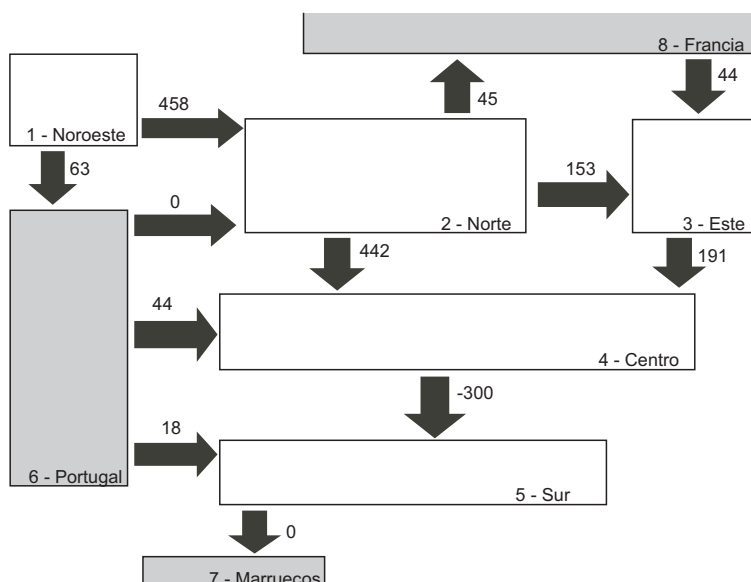 8 - Francia
44
45
458
1 - Noroeste
63
0
153
2 - Norte
3 - Este
442
191
44
4 - Centro
-300
18
6 - Portugal
5 - Sur
0
7 - Marruecos